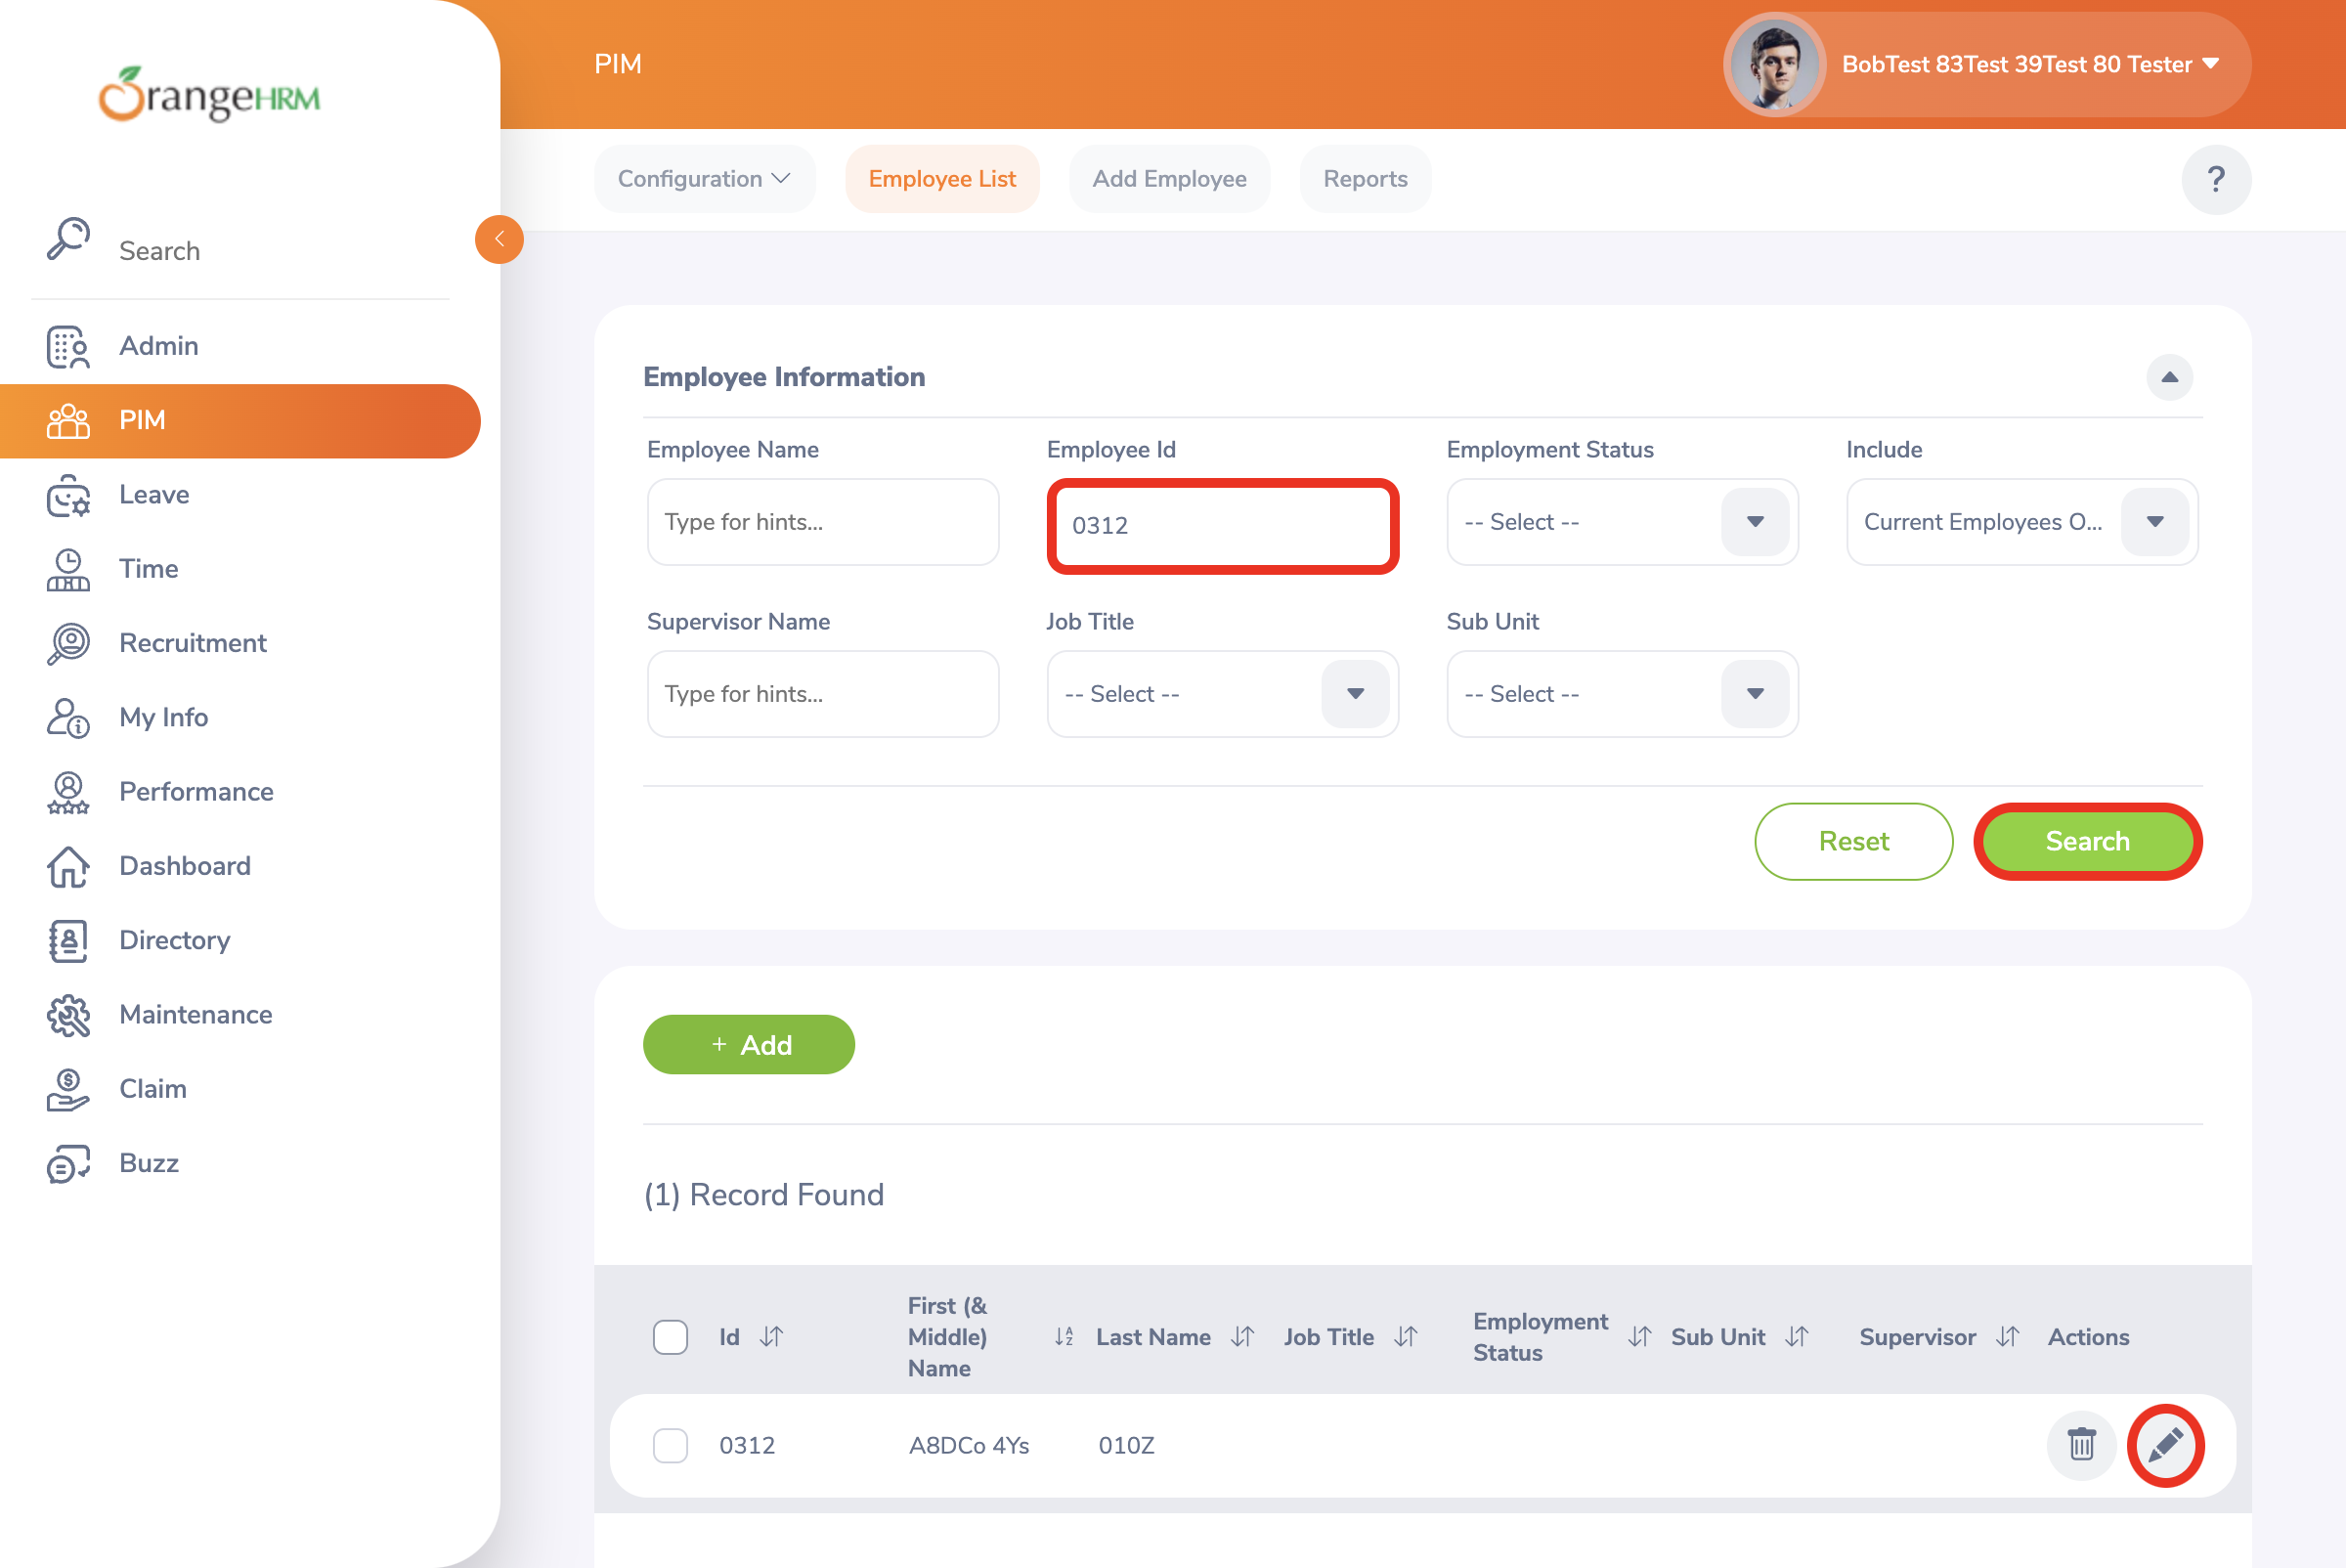 OrangeHRM
PIM
BobTest 83Test 39Test 80 Tester
Configuration
Employee List
Add Employee
Reports
?
Search
Admin
PIM
Leave
Time
Recruitment
My Info
Performance
Dashboard
Directory
Maintenance
Claim
Buzz
Employee Information
Employee Name
Employee Id
Employment Status
Include
Type for hints...
0312
-- Select --
Current Employees O...
Supervisor Name
Job Title
Sub Unit
Type for hints...
-- Select --
-- Select --
Reset
Search
+ Add
(1) Record Found
Id
First (&
Middle)
Name
Last Name
Job Title
Employment
Status
Sub Unit
Supervisor
Actions
0312
A8DCo 4Ys
010Z